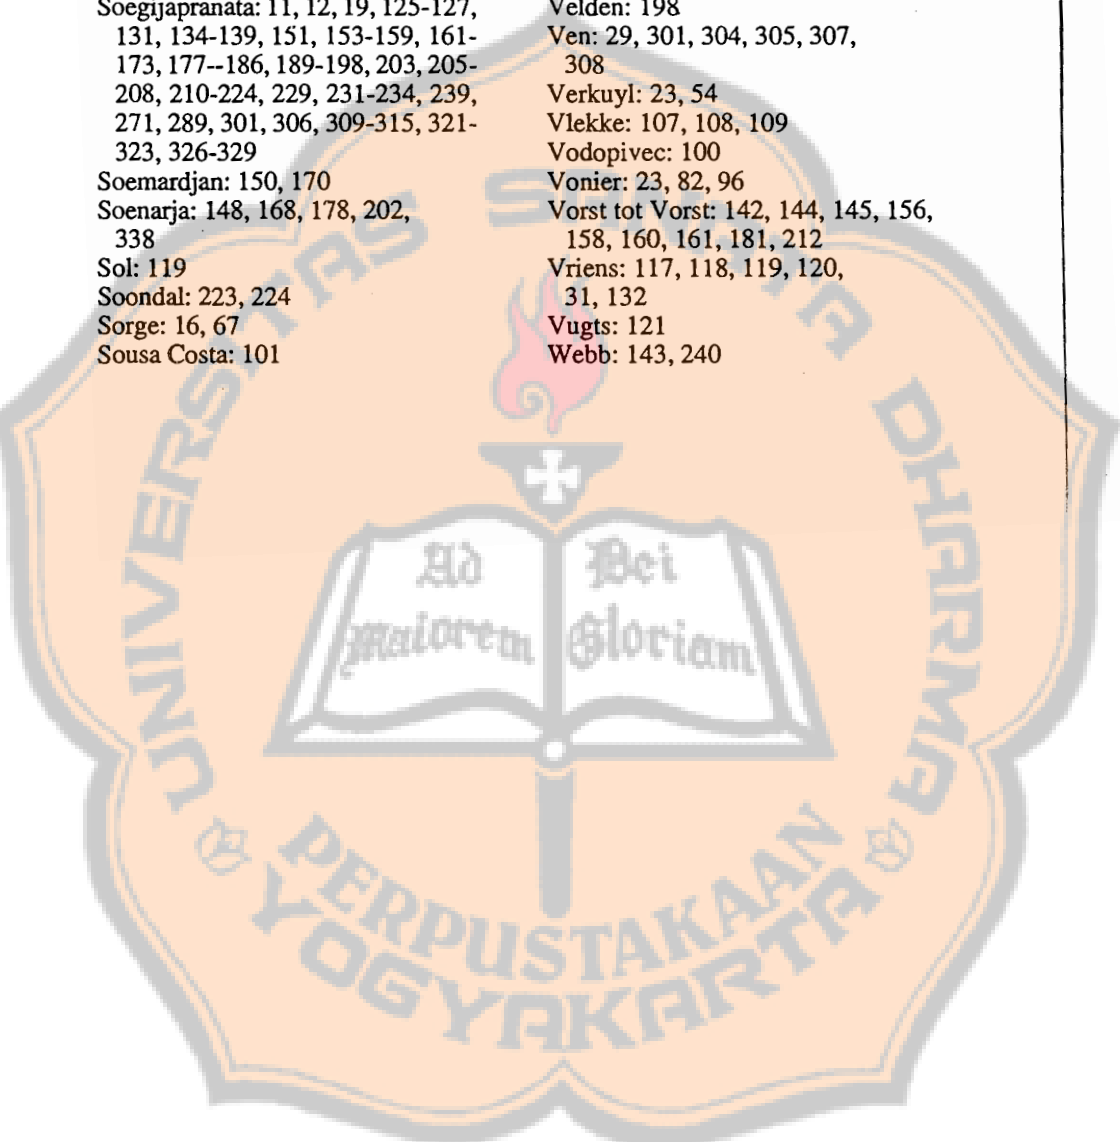 Soegijapranata: 11, 12, 19, 125-127,
131, 134-139, 151, 153-159, 161-
173, 177--186, 189-198, 203, 205-
208, 210-224, 229, 231-234, 239,
271, 289, 301, 306, 309-315, 321-
323, 326-329
Soemardjan: 150, 170
Soenarja: 148, 168, 178, 202,
338
Sol: 119
Soondal: 223, 224
Sorge: 16, 67
Sousa Costa: 101
Velden: 198
Ven: 29, 301, 304, 305, 307,
308
Verkuyl: 23, 54
Vlekke: 107, 108, 109
Vodopivec: 100
Vonier: 23, 82, 96
Vorst tot Vorst: 142, 144, 145, 156,
158, 160, 161, 181, 212
Vriens: 117, 118, 119, 120,
31, 132
Vugts: 121
Webb: 143, 240
UNIVERSITAS SANATA DHARMA
Ad Dei
maiorem Gloriam
PERPUSTAKAAN
YOGYAKARTA